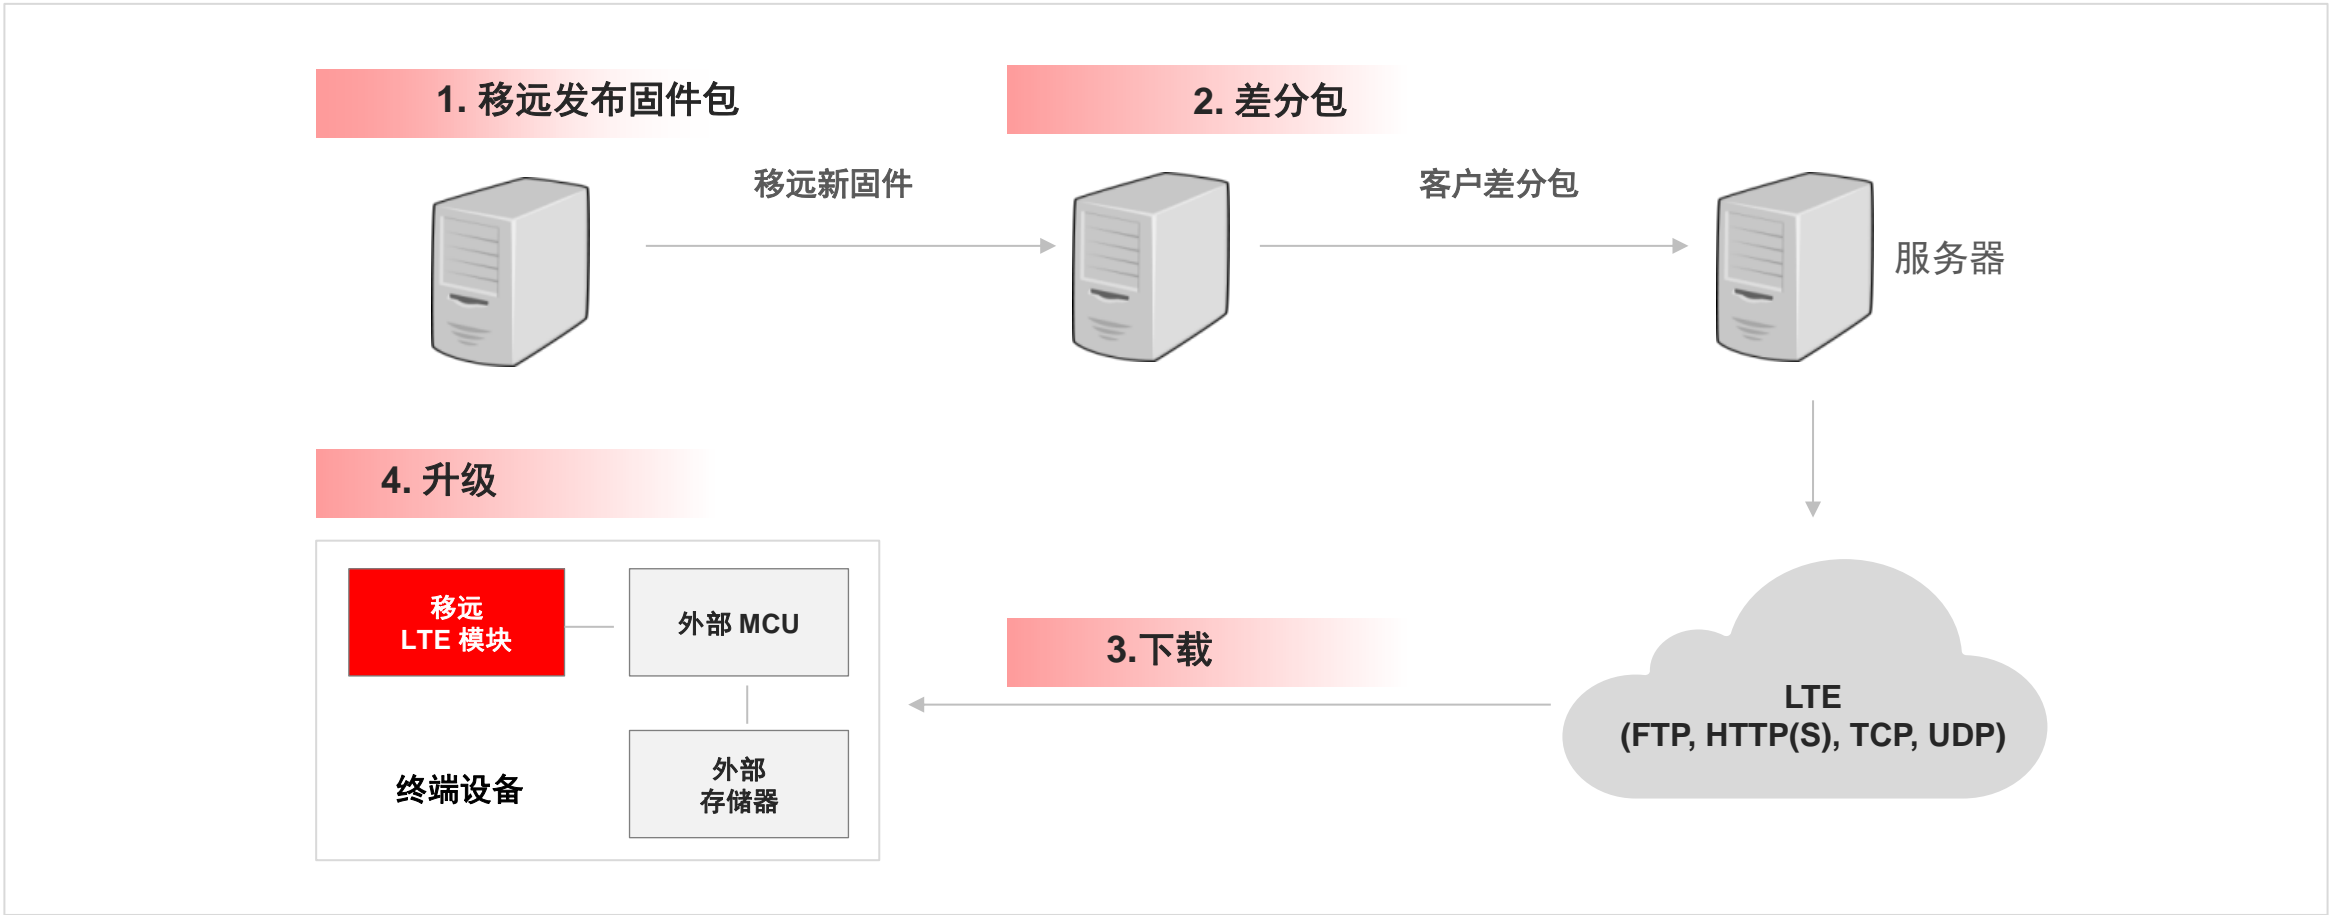 1. 移远发布固件包
2. 差分包
移远新固件
客户差分包
服务器
4. 升级
移远
LTE 模块
外部 MCU
外部
存储器
终端设备
3.下载
LTE
(FTP, HTTP(S), TCP, UDP)